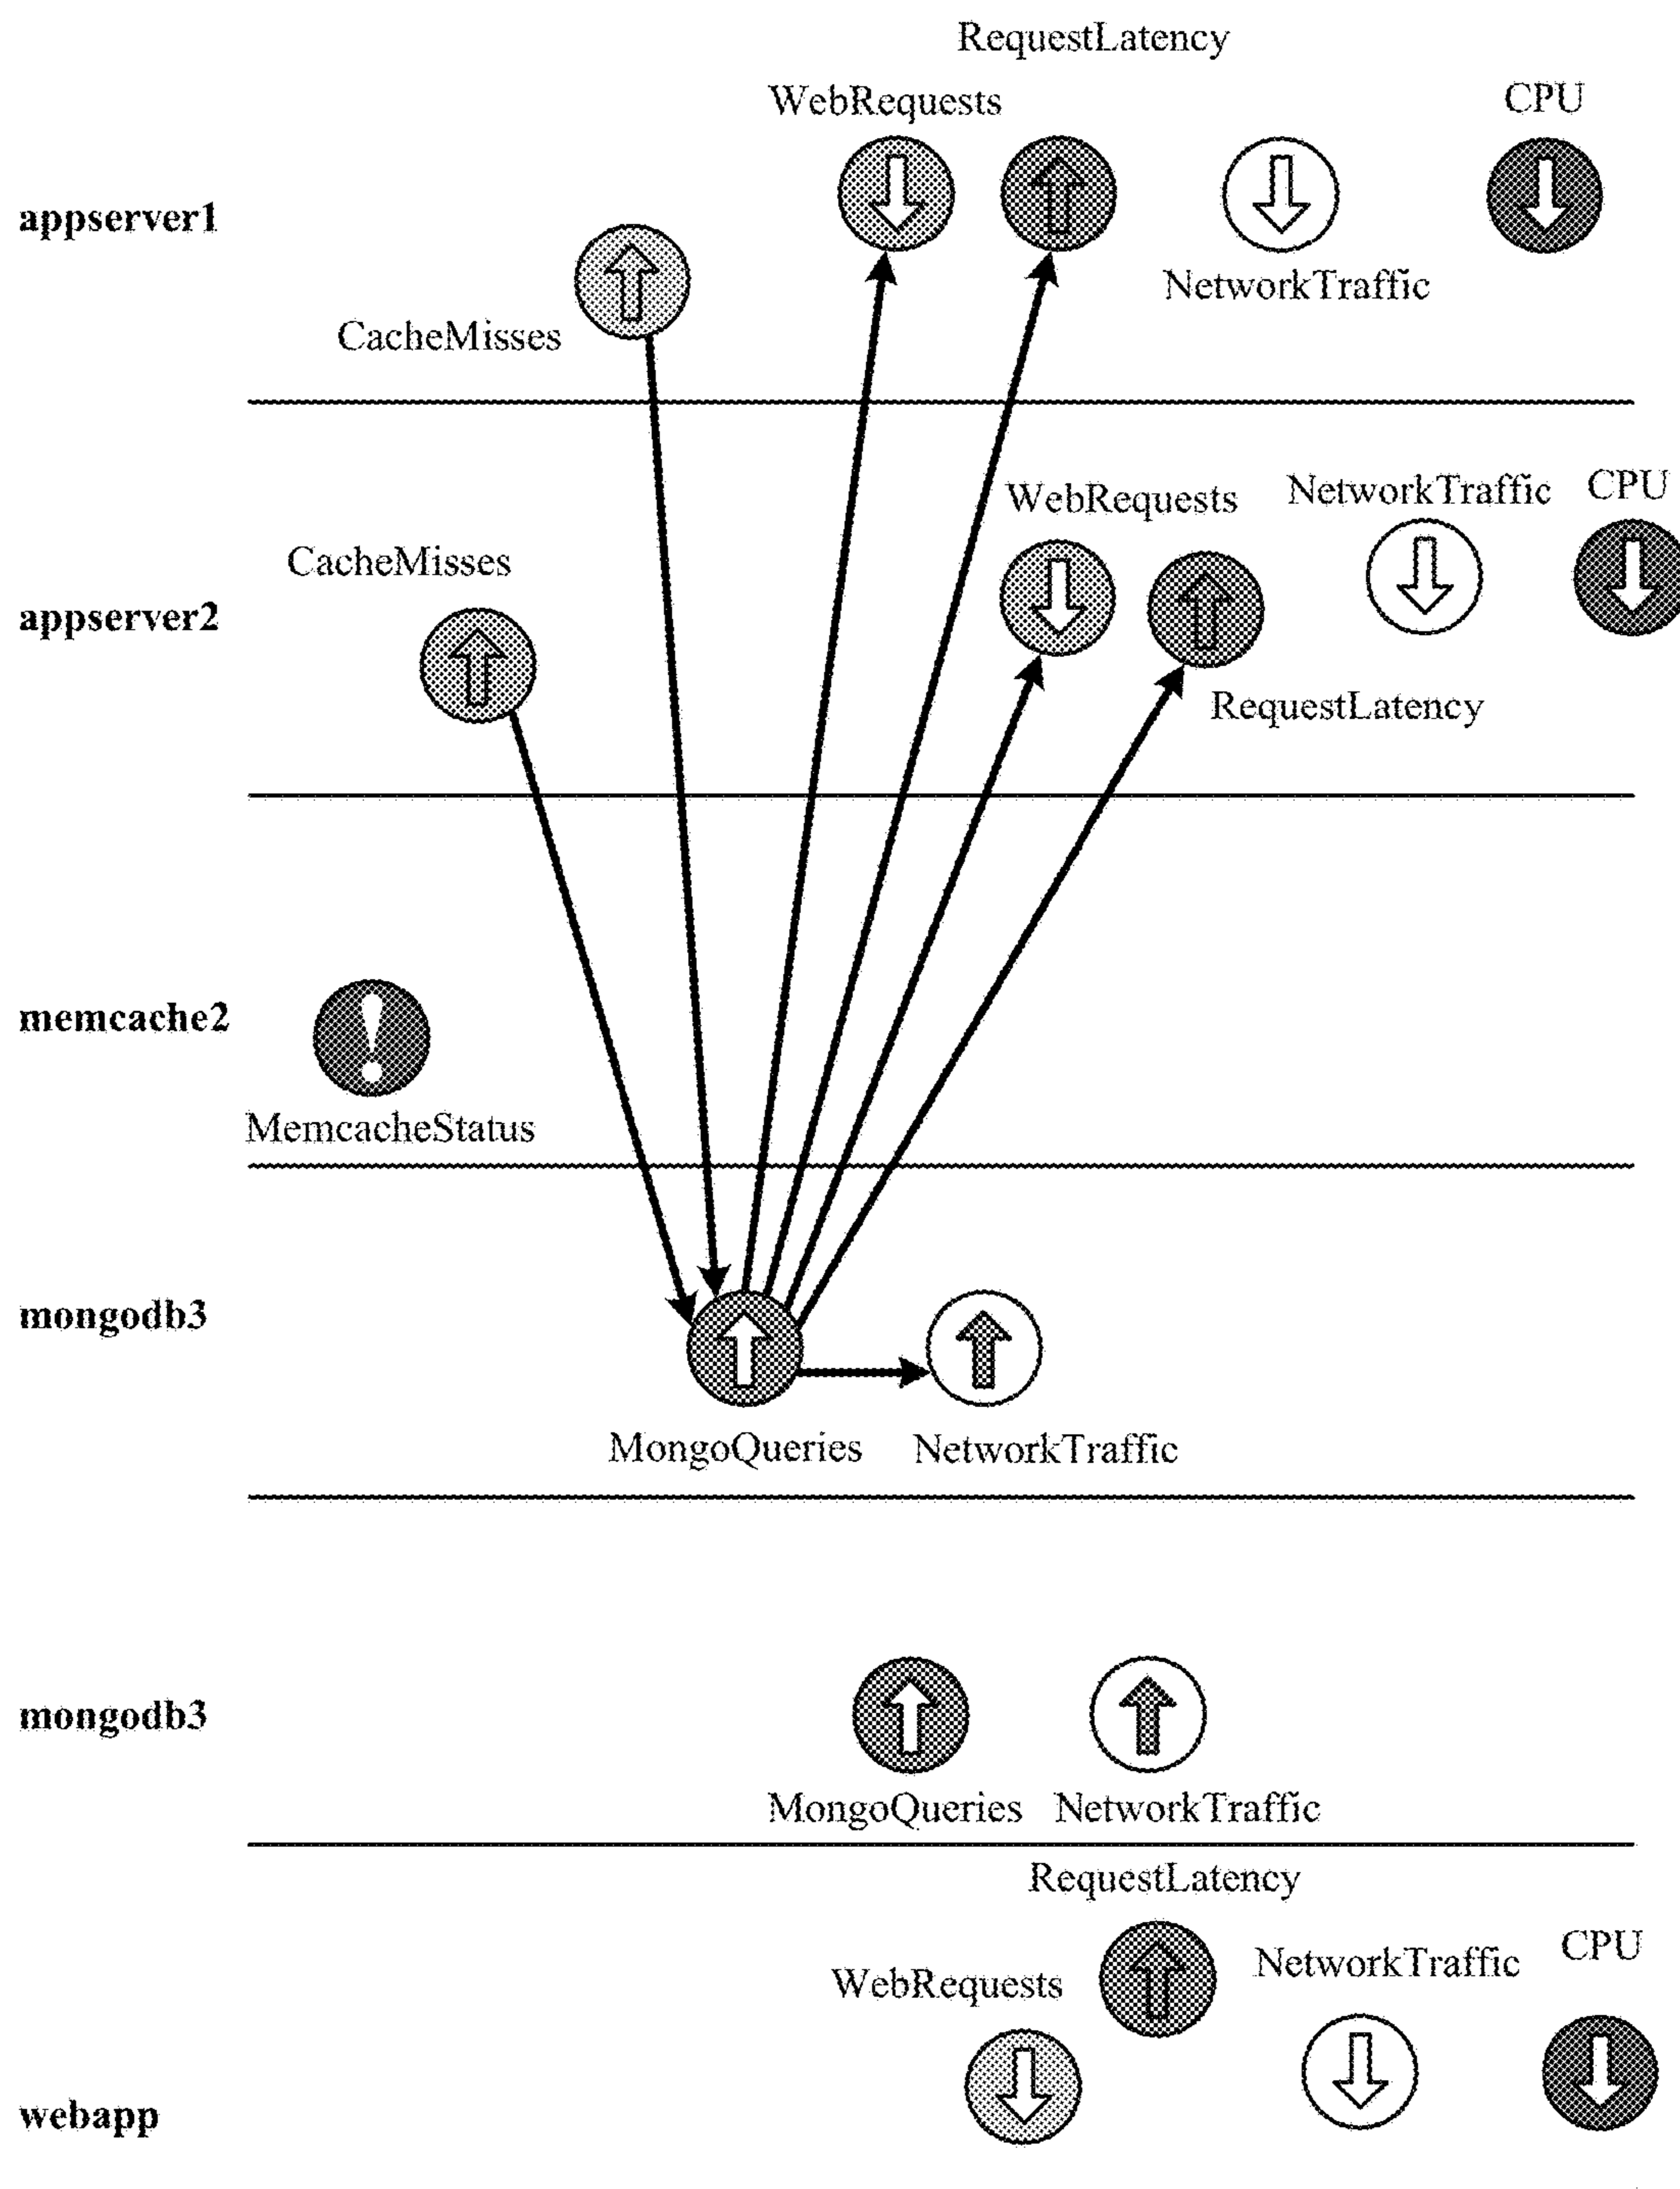 RequestLatency
WebRequests
CPU
appserver1
NetworkTraffic
CacheMisses
WebRequests
NetworkTraffic
CPU
CacheMisses
appserver2
RequestLatency
memcache2
!
MemcacheStatus
mongodb3
MongoQueries
NetworkTraffic
mongodb3
MongoQueries
NetworkTraffic
RequestLatency
WebRequests
NetworkTraffic
CPU
webapp